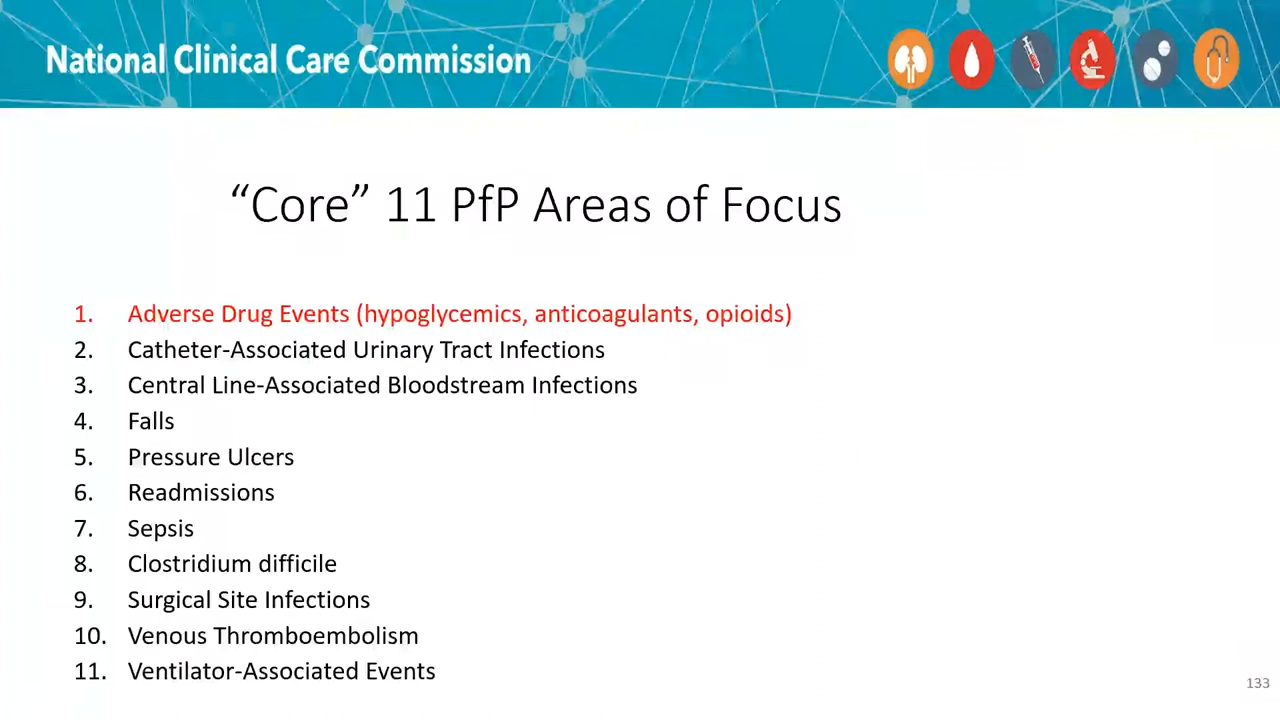 National Clinical Care Commission
“Core” 11 PfP Areas of Focus
1. Adverse Drug Events (hypoglycemics, anticoagulants, opioids)
2. Catheter-Associated Urinary Tract Infections
3. Central Line-Associated Bloodstream Infections
4. Falls
5. Pressure Ulcers
6. Readmissions
7. Sepsis
8. Clostridium difficile
9. Surgical Site Infections
10. Venous Thromboembolism
11. Ventilator-Associated Events
133